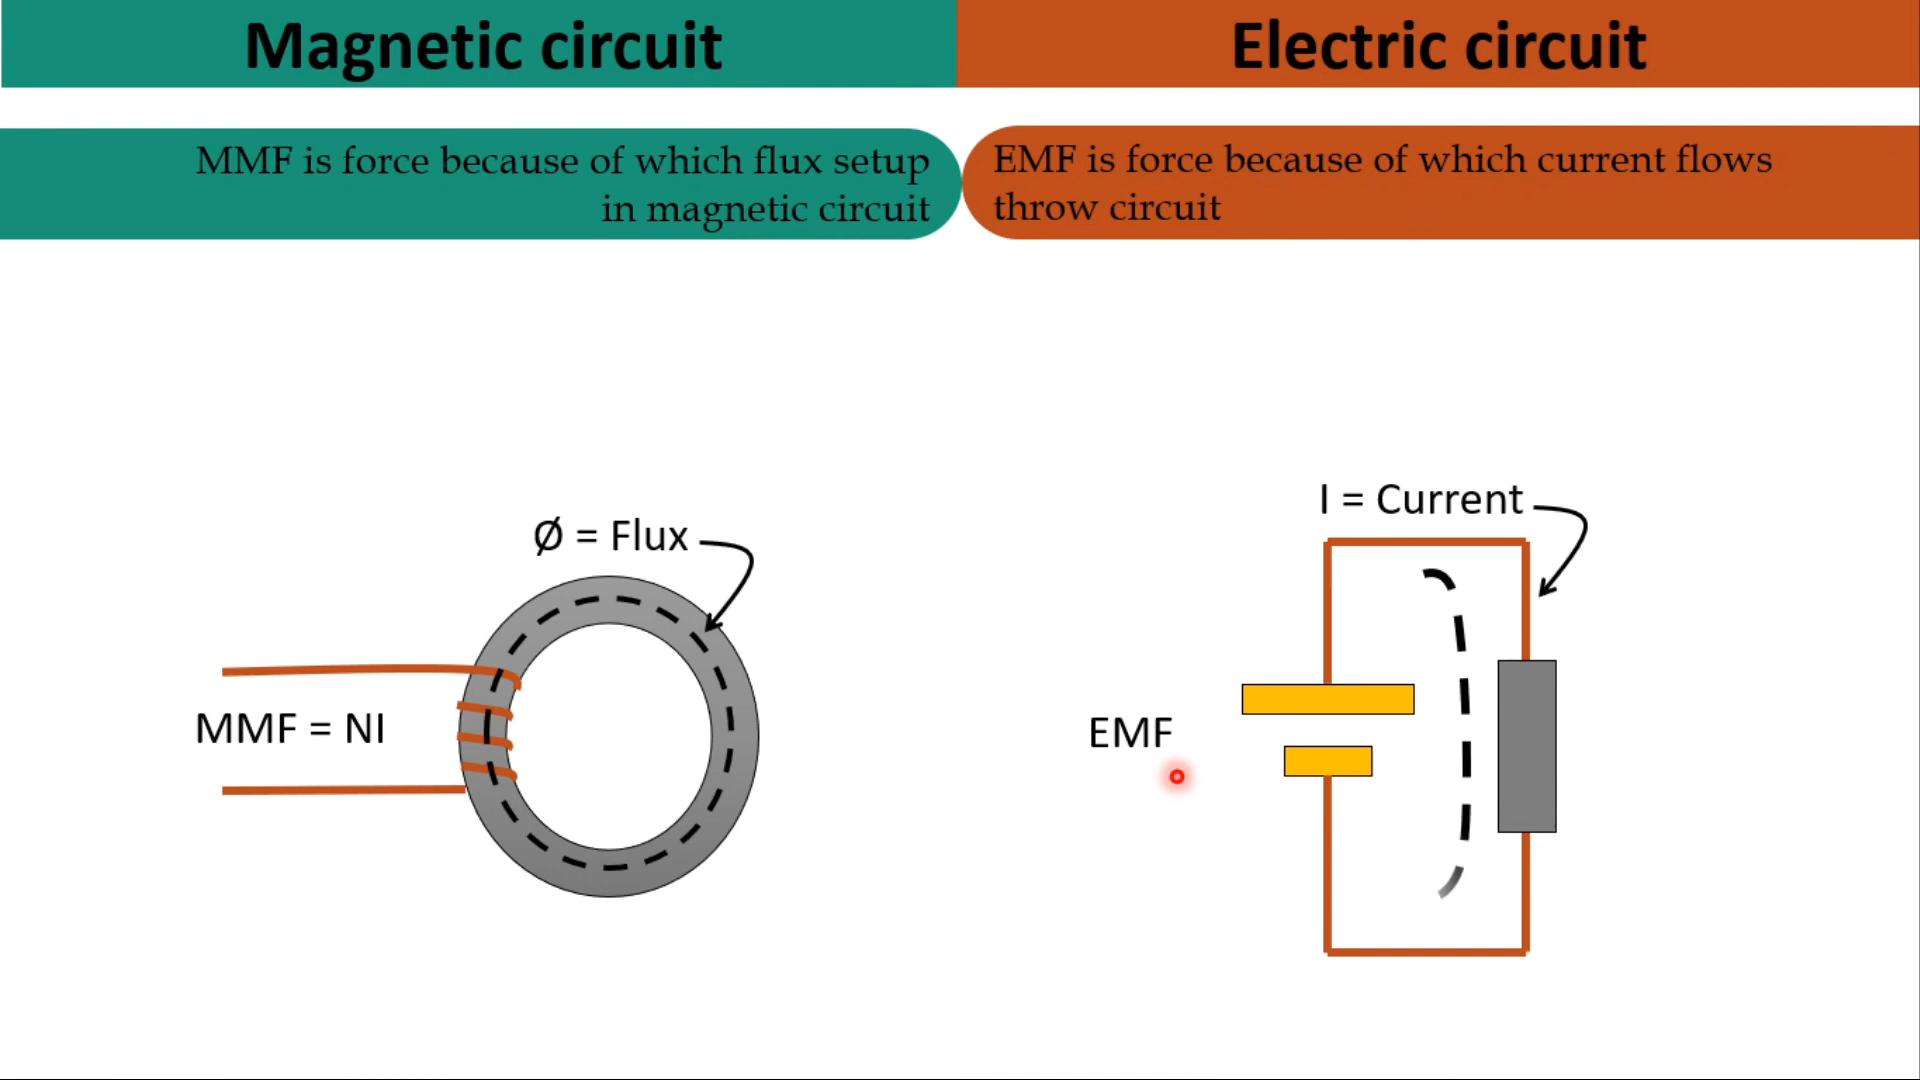 Magnetic circuit
Electric circuit
MMF is force because of which flux setup
in magnetic circuit
EMF is force because of which current flows
throw circuit
Ø = Flux
MMF = NI
I = Current
EMF